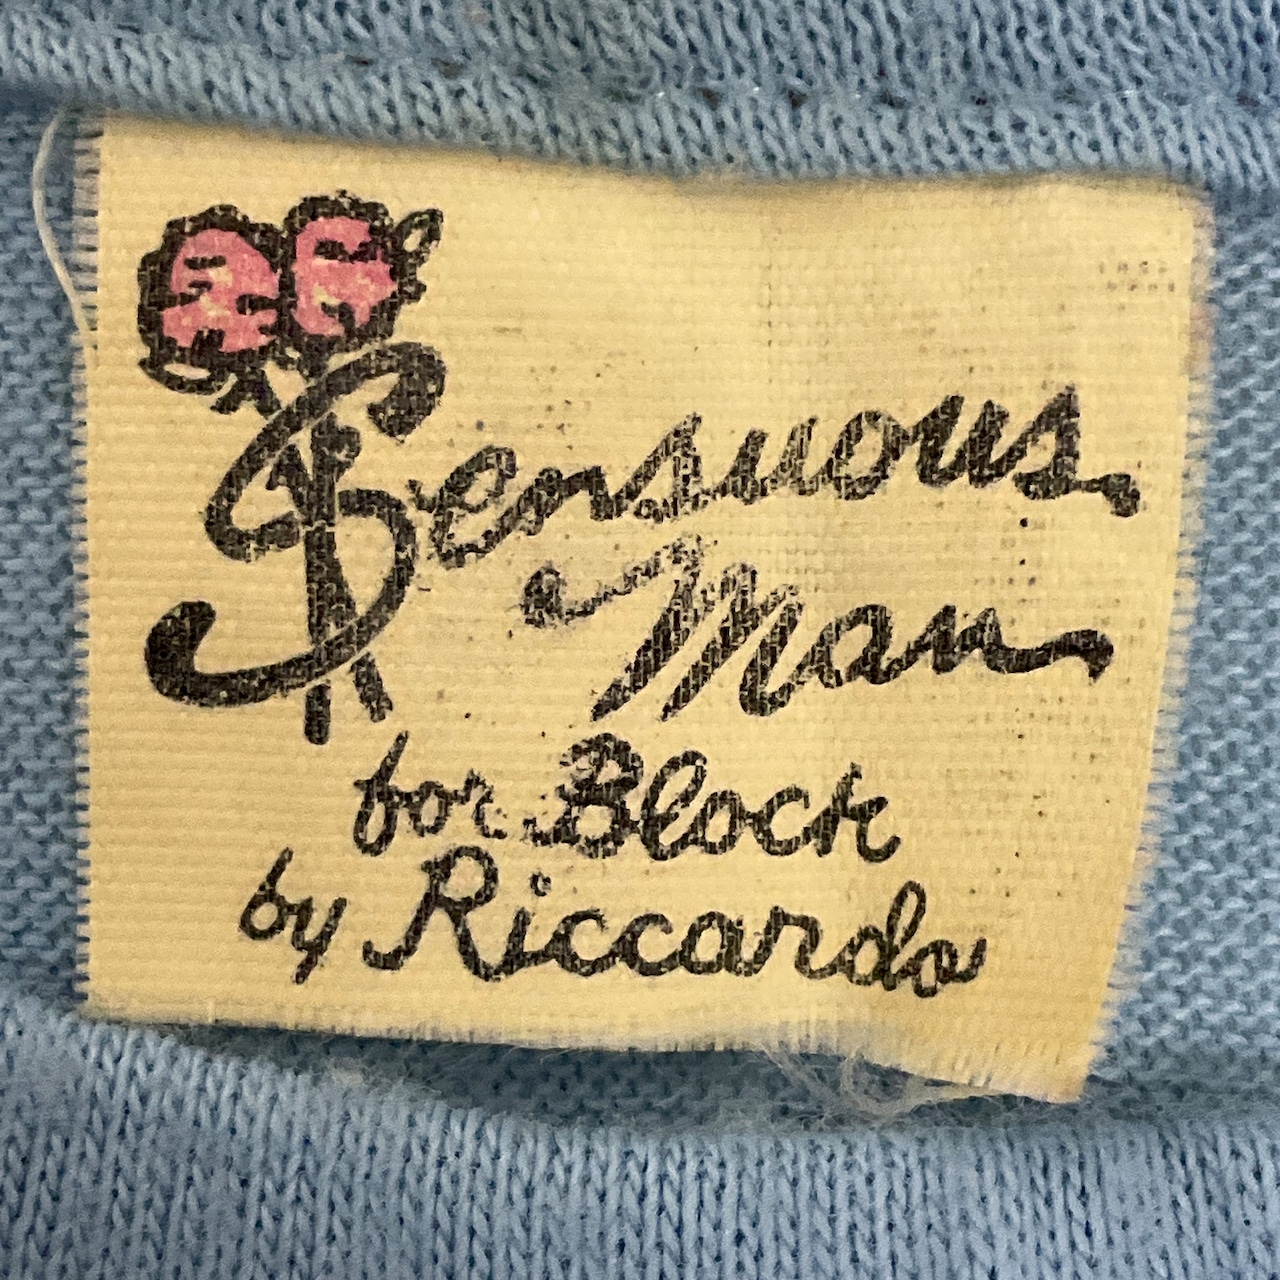 Sensuous
Man
for Block
by Riccardo